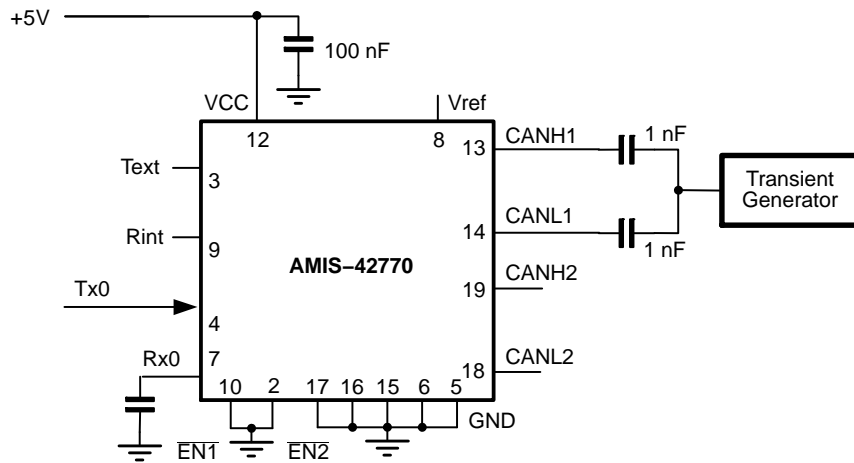 +5V
100 nF
VCC
Vref
12
8
13
CANH1
1 nF
Text
3
Transient
Generator
14
CANL1
Rint
9
1 nF
AMIS–42770
CANH2
19
Tx0
4
Rx0
7
18
CANL2
10
2
17
16
15
6
5
GND
EN1
EN2